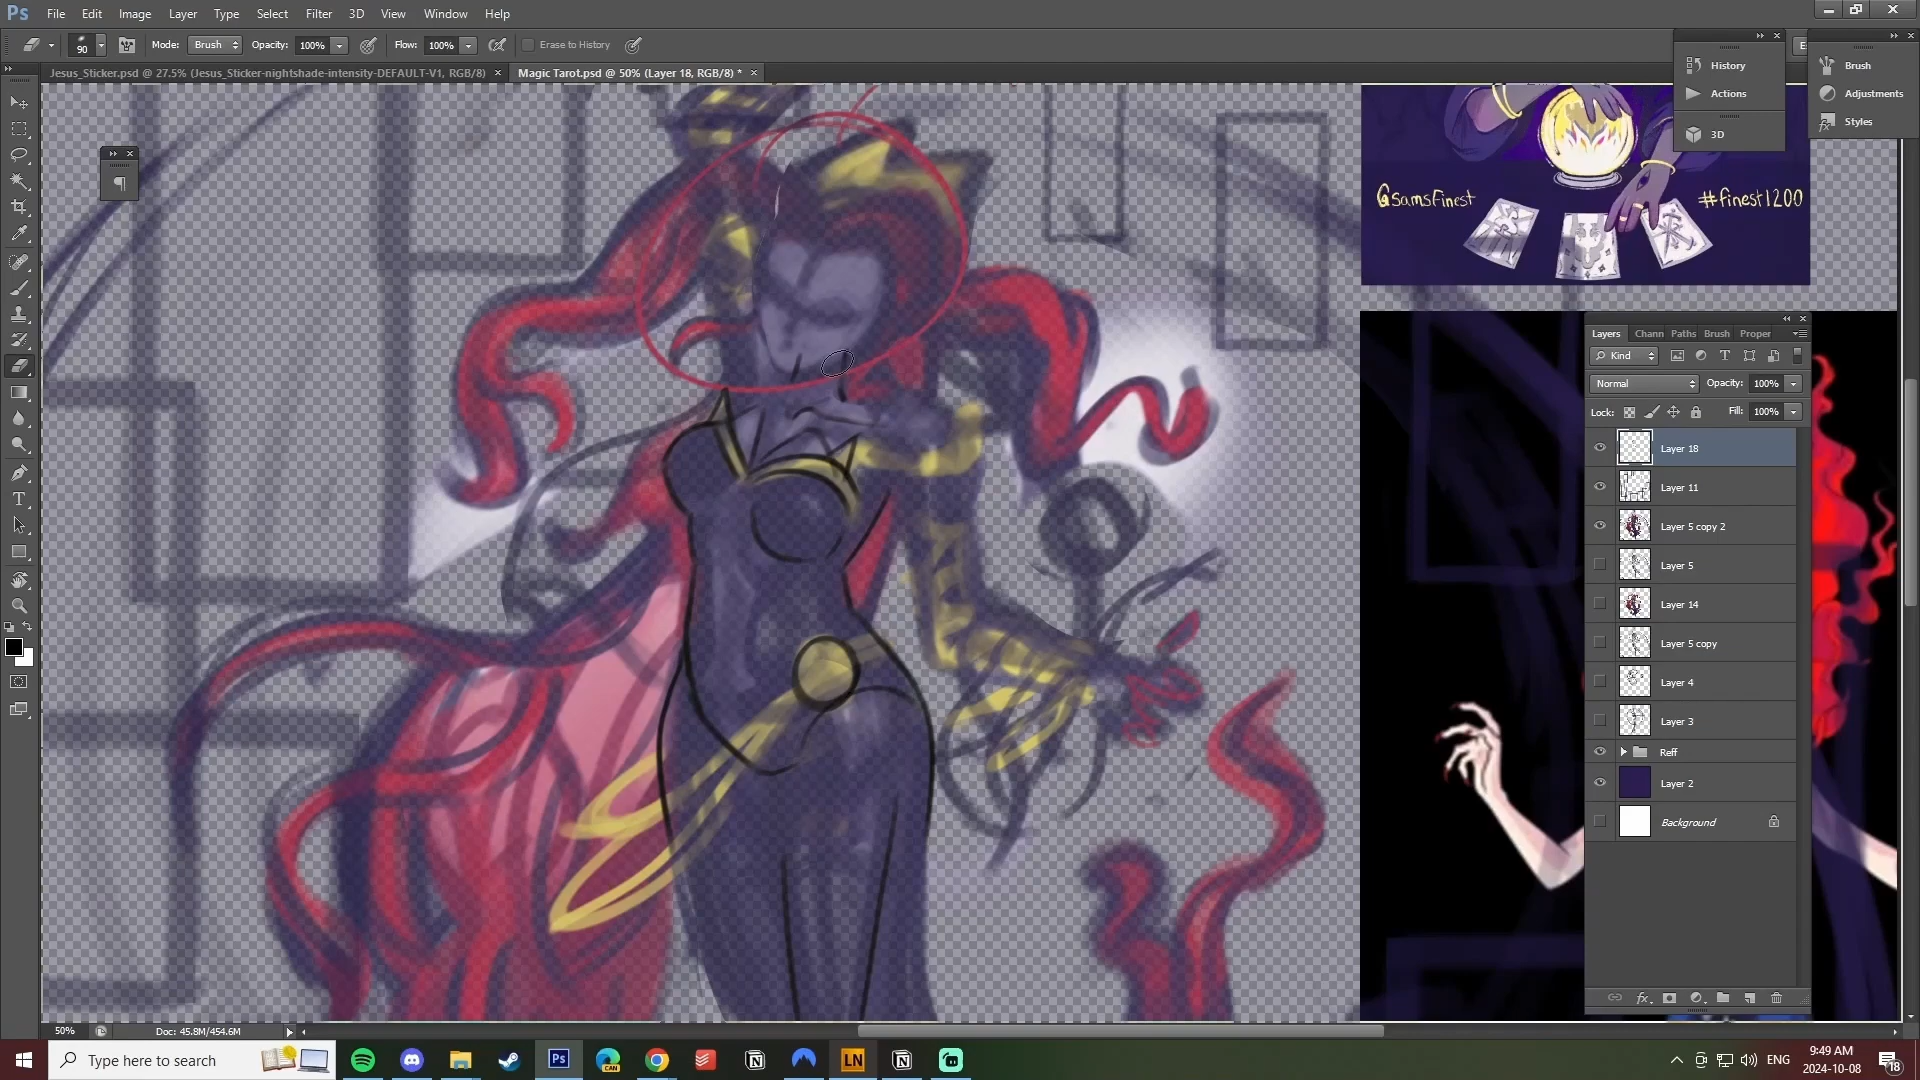 Ps File Edit Image Layer Type Select Filter 3D View Window Help
90 Mode: Brush Opacity: 100% Flow: 100% Erase to History
Jesus_Sticker.psd @ 27.5% (Jesus_Sticker-nightshade-intensity-DEFAULT-V1, RGB/8) × Magic Tarot.psd @ 50% (Layer 18, RGB/8) * ×
History
Actions
3D
Brush
Adjustments
Styles
@samsfinest
#finest1200
Layers Chann Paths Brush Proper
Kind
Normal Opacity: 100%
Lock: Fill: 100%
Layer 18
Layer 11
Layer 5 copy 2
Layer 5
Layer 14
Layer 5 copy
Layer 4
Layer 3
Reff
Layer 2
Background
50% Doc: 45.8M/454.6M
Type here to search
Ps
CAN
LN
ENG
9:49 AM
2024-10-08
18